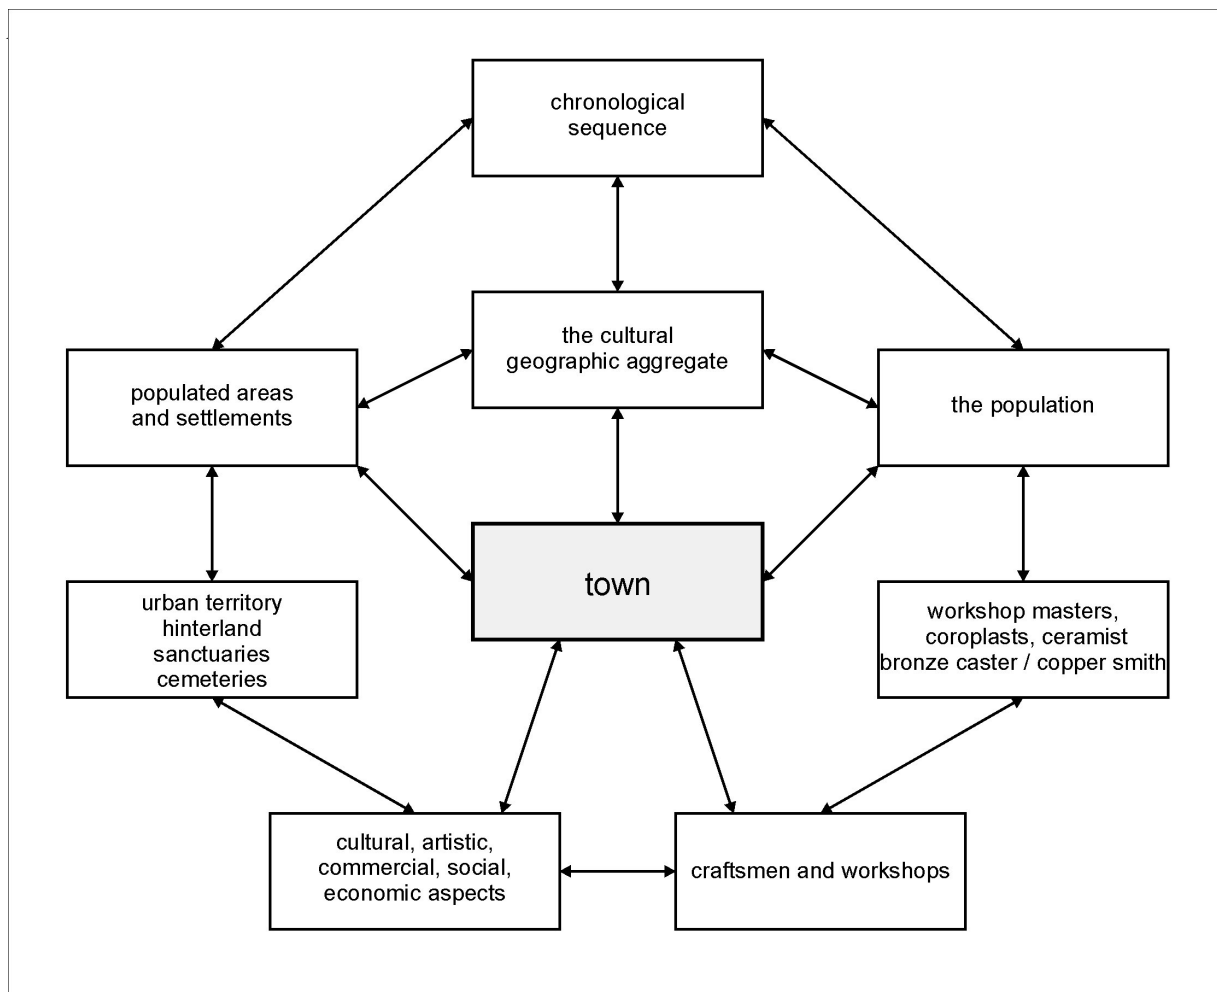 chronological
sequence
the cultural
geographic aggregate
populated areas
and settlements
the population
town
urban territory
hinterland
sanctuaries
cemeteries
workshop masters,
coroplasts, ceramist
bronze caster / copper smith
cultural, artistic,
commercial, social,
economic aspects
craftsmen and workshops